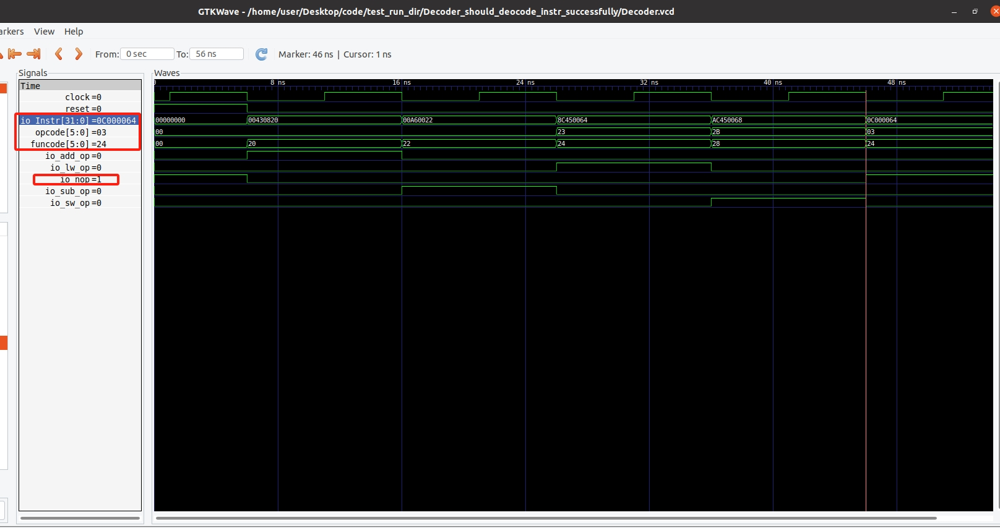 GTKWave - /home/user/Desktop/code/test_run_dir/Decoder_should_deocode_instr_successfully/Decoder.vcd
arkers View Help
From: 0 sec To: 56 ns Marker: 46 ns | Cursor: 1 ns
Signals Waves
Time 0 8 ns 16 ns 24 ns 32 ns 40 ns 48 ns
clock=0
reset=0
io_Instr[31:0]=0C000064 00000000 00430820 00A60022 8C450064 AC450068 0C000064
opcode[5:0]=03 00 23 2B 03
funcode[5:0]=24 00 20 22 24 28 24
io_add_op=0
io_lw_op=0
io_nop=1
io_sub_op=0
io_sw_op=0